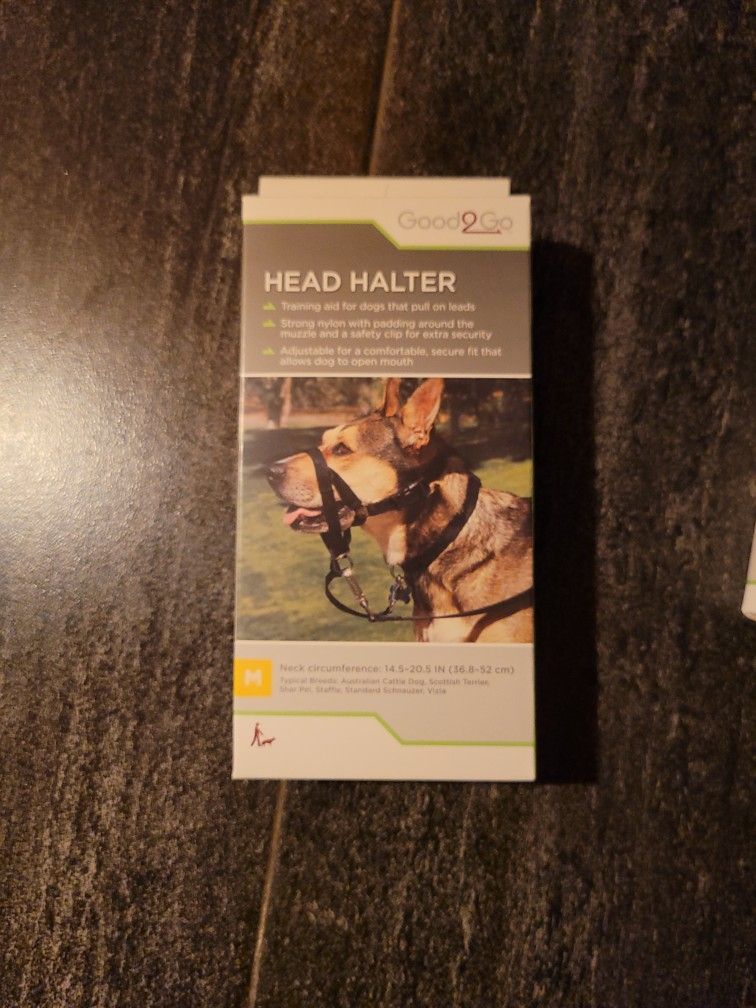 Good2Go
HEAD HALTER
Training aid for dogs that pull on leads
Strong nylon with padding around the
muzzle and a safety clip for extra security
Adjustable for a comfortable, secure fit that
allows dog to open mouth
M
Neck circumference: 14.5-20.5 IN (36.8-52 cm)
Typical Breeds: Australian Cattle Dog, Scottish Terrier,
Shar Pei, Staffie, Standard Schnauzer, Vizla